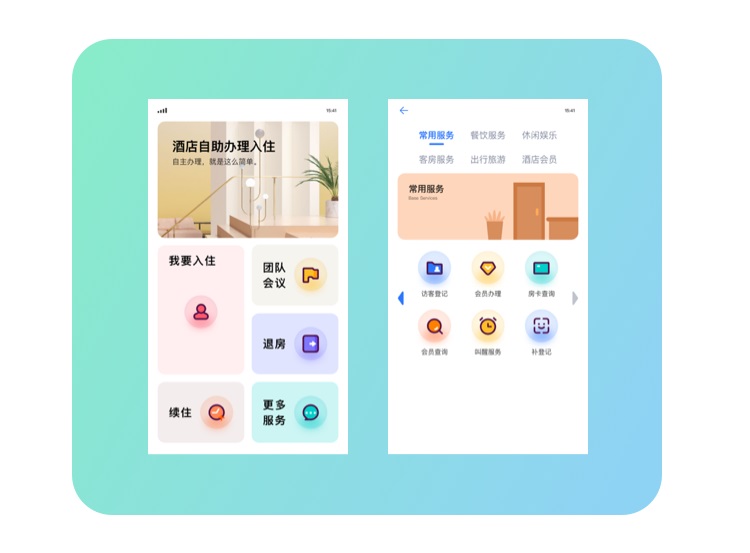 15:41
酒店自助办理入住
自主办理，就是这么简单。
我要入住
团队
会议
退房
续住
更多
服务
15:41
常用服务 餐饮服务 休闲娱乐
客房服务 出行旅游 酒店会员
常用服务
Base Services
访客登记 会员办理 房卡查询
会员查询 叫醒服务 补登记